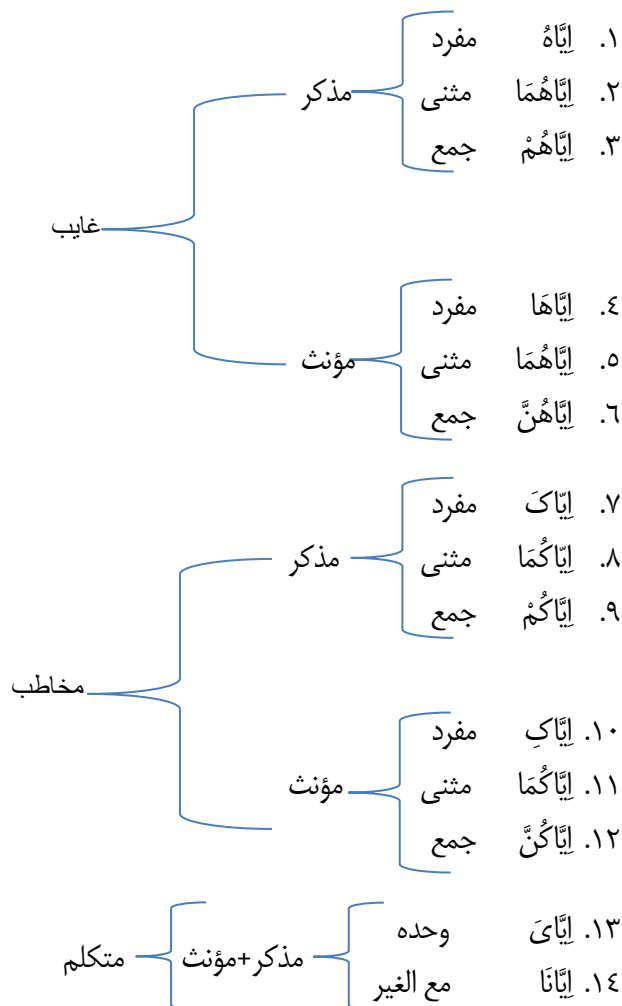 ١. اِيَّاهُ مفرد
٢. اِيَّاهُمَا مثنی
مذکر
٣. اِيَّاهُمْ جمع
غایب
٤. اِيَّاهَا مفرد
٥. اِيَّاهُمَا مثنی
مؤنث
٦. اِيَّاهُنَّ جمع
٧. اِيّاکَ مفرد
٨. اِيّاکُمَا مثنی
مذکر
٩. اِيَّاکُمْ جمع
مخاطب
١٠. اِيَّاکِ مفرد
١١. اِيَّاکُمَا مثنی
مؤنث
١٢. اِيَّاکُنَّ جمع
١٣. اِيَّایَ وحده
مذکر+مؤنث متکلم
١٤. اِيَّانَا مع الغیر